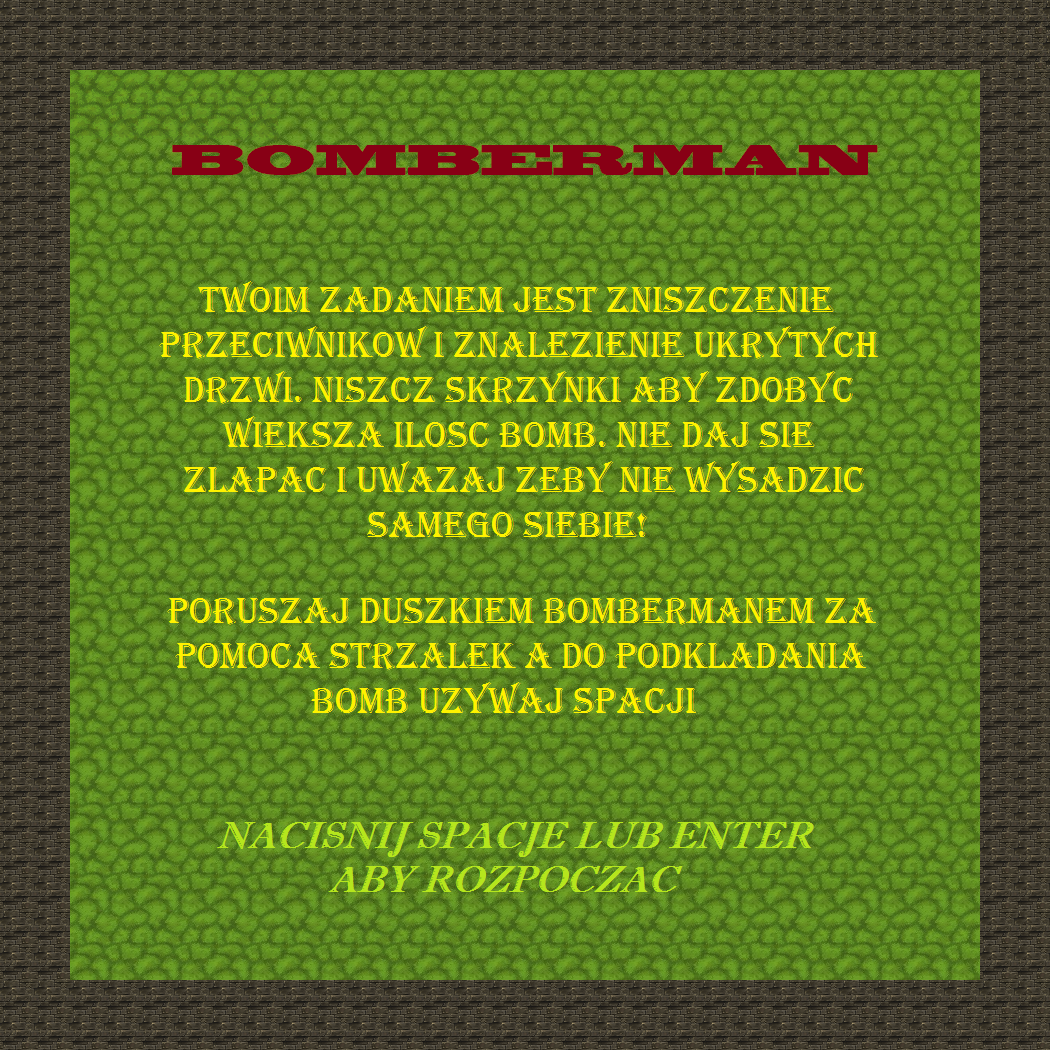 BOMBERMAN
TWOIM ZADANIEM JEST ZNISZCZENIE
PRZECIWNIKOW I ZNALEZIENIE UKRYTYCH
DRZWI. NISZCZ SKRZYNKI ABY ZDOBYC
WIEKSZA ILOSC BOMB. NIE DAJ SIE
ZLAPAC I UWAZAJ ZEBY NIE WYSADZIC
SAMEGO SIEBIE!
PORUSZAJ DUSZKIEM BOMBERMANEM ZA
POMOCA STRZALEK A DO PODKLADANIA
BOMB UZYWAJ SPACJI
NACISNIJ SPACJE LUB ENTER
ABY ROZPOCZAC